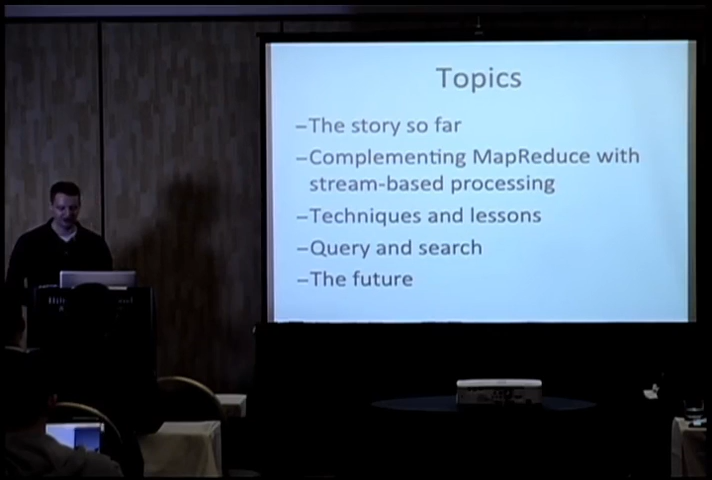 Topics
–The story so far
–Complementing MapReduce with
stream-based processing
–Techniques and lessons
–Query and search
–The future